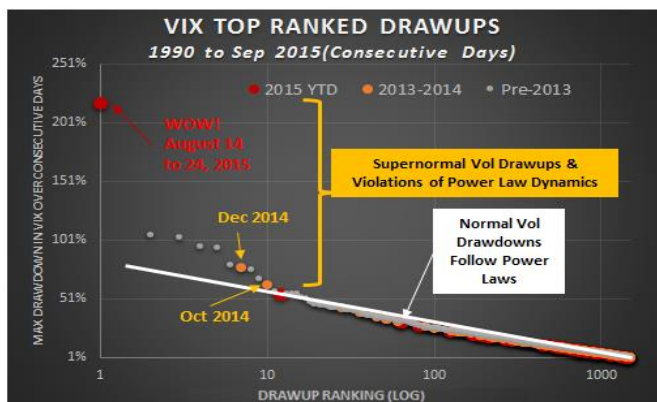 VIX TOP RANKED DRAWUPS
1990 to Sep 2015(Consecutive Days)
MAX DRAWDOWN IN VIX OVER CONSECUTIVE DAYS
251%
201%
151%
101%
51%
1%
2015 YTD
2013-2014
Pre-2013
WOW!
August 14
to 24, 2015
Supernormal Vol Drawups &
Violations of Power Law Dynamics
Dec 2014
Normal Vol
Drawdowns
Follow Power
Laws
Oct 2014
1
10
100
1000
DRAWUP RANKING (LOG)